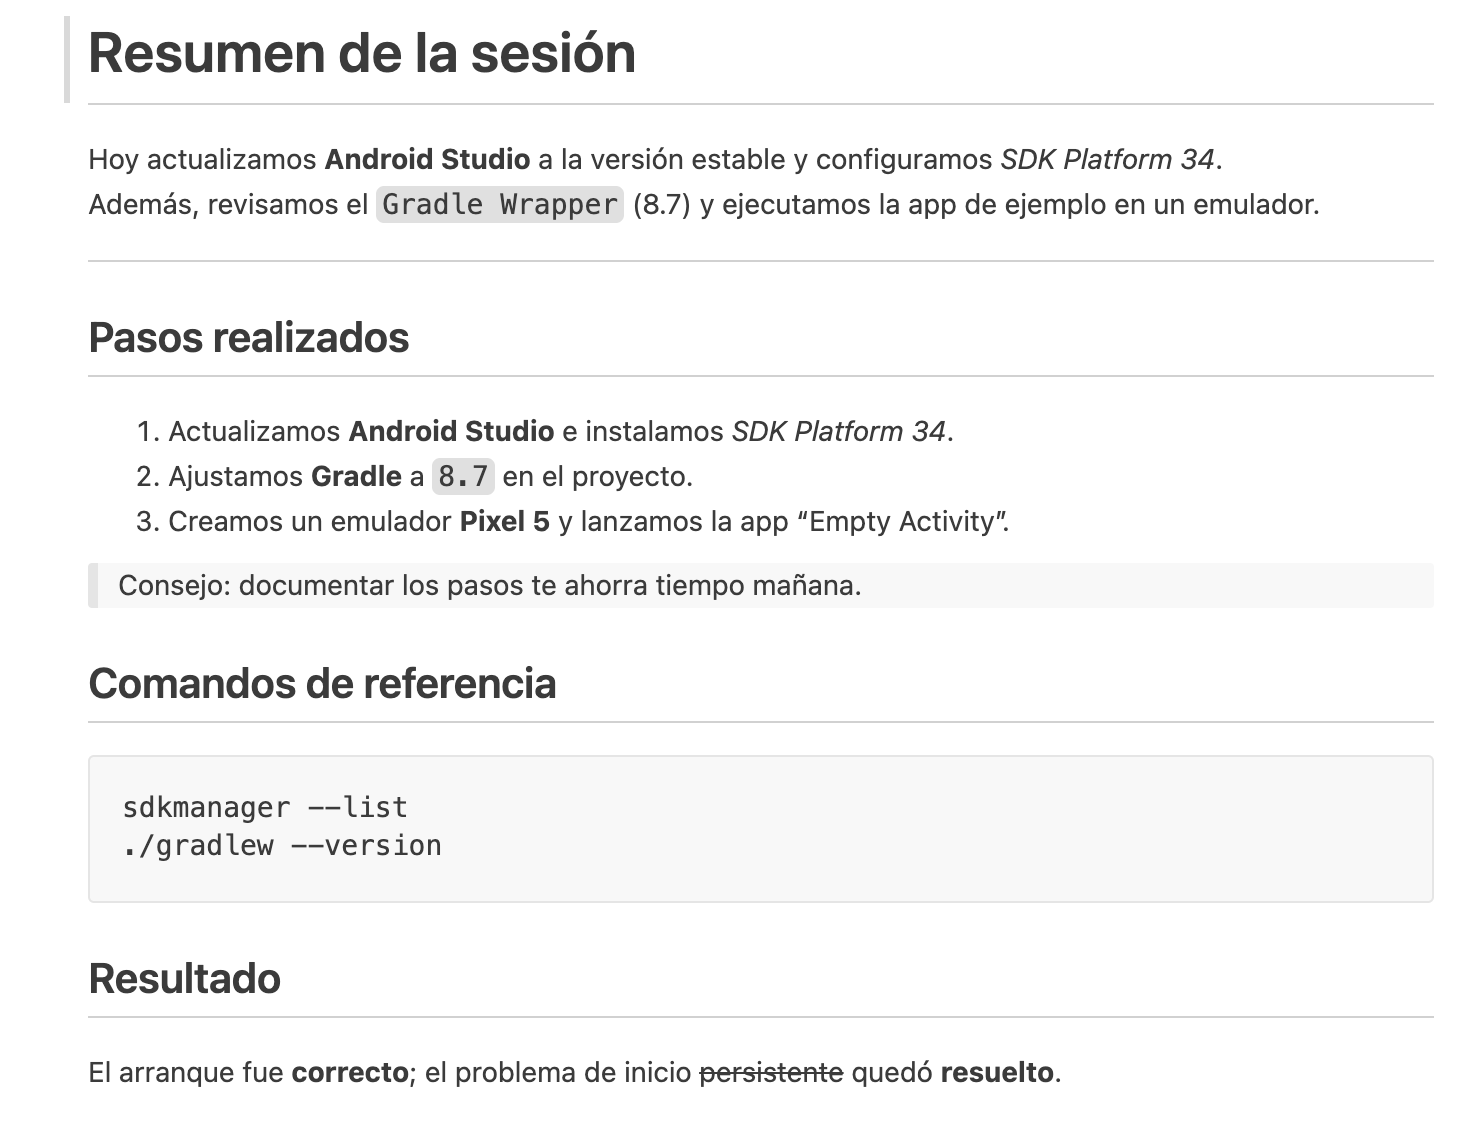 Resumen de la sesión
Hoy actualizamos Android Studio a la versión estable y configuramos SDK Platform 34.
Además, revisamos el Gradle Wrapper (8.7) y ejecutamos la app de ejemplo en un emulador.
Pasos realizados
1. Actualizamos Android Studio e instalamos SDK Platform 34.
2. Ajustamos Gradle a 8.7 en el proyecto.
3. Creamos un emulador Pixel 5 y lanzamos la app “Empty Activity”.
Consejo: documentar los pasos te ahorra tiempo mañana.
Comandos de referencia
sdkmanager --list
./gradlew --version
Resultado
El arranque fue correcto; el problema de inicio persistente quedó resuelto.